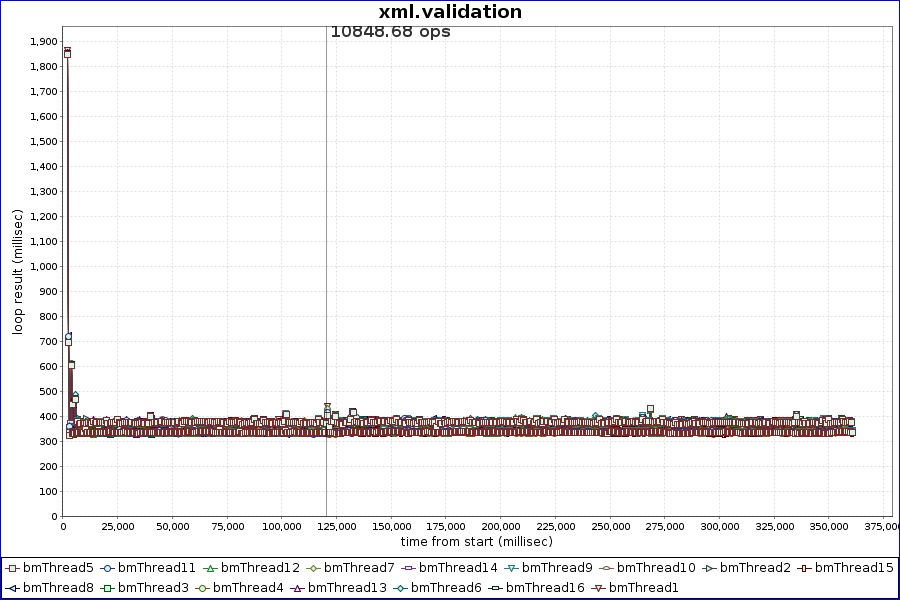 xml.validation
10848.68 ops
1,900
1,800
1,700
1,600
1,500
1,400
1,300
1,200
1,100
1,000
900
800
700
600
500
400
300
200
100
0
loop result (millisec)
0 25,000 50,000 75,000 100,000 125,000 150,000 175,000 200,000 225,000 250,000 275,000 300,000 325,000 350,000 375,000
time from start (millisec)
bmThread5 bmThread11 bmThread12 bmThread7 bmThread14 bmThread9 bmThread10 bmThread2 bmThread15
bmThread8 bmThread3 bmThread4 bmThread13 bmThread6 bmThread16 bmThread1